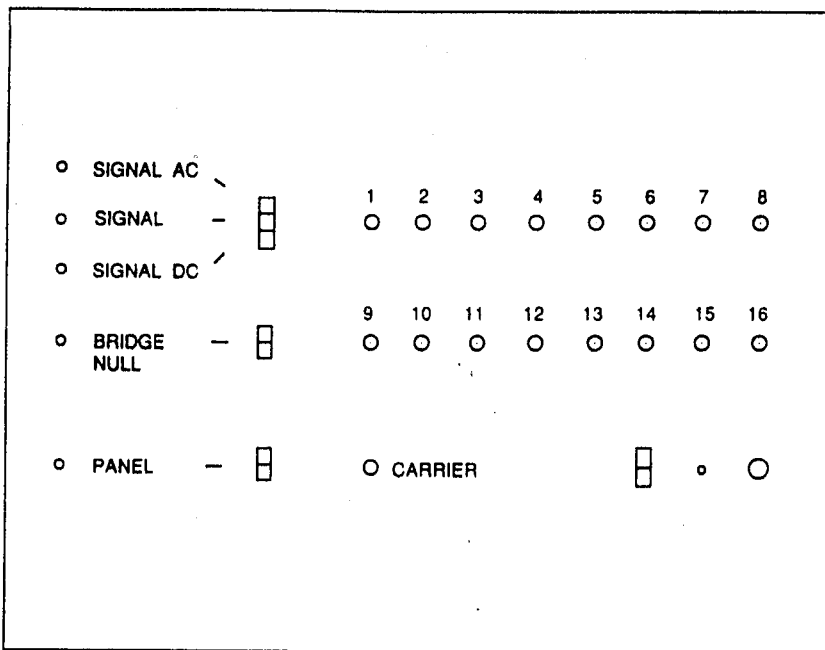 SIGNAL AC
SIGNAL
SIGNAL DC
1 2 3 4 5 6 7 8
9 10 11 12 13 14 15 16
BRIDGE
NULL
PANEL
CARRIER